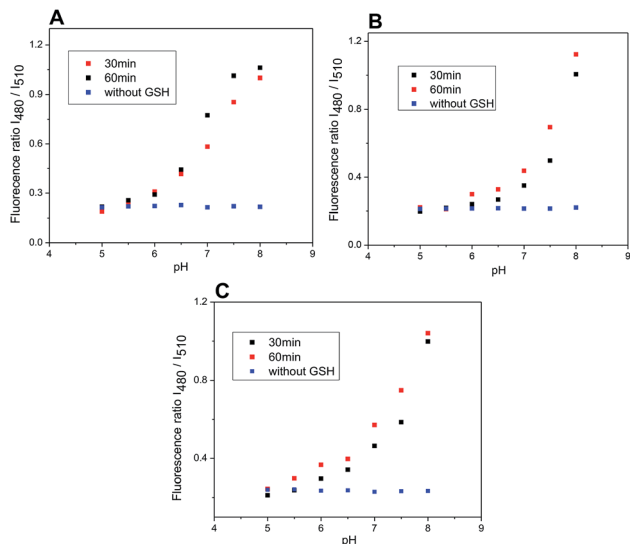 A
Fluorecence ratio I480 / I510
1.2
0.9
0.6
0.3
0.0
30min
60min
without GSH
4 5 6 7 8 9
pH
B
Fluorescence ratio I480 / I510
1.2
0.8
0.4
0.0
30min
60min
without GSH
4 5 6 7 8 9
pH
C
Fluorescence ratio I480 / I510
1.2
0.8
0.4
30min
60min
without GSH
4 5 6 7 8 9
pH